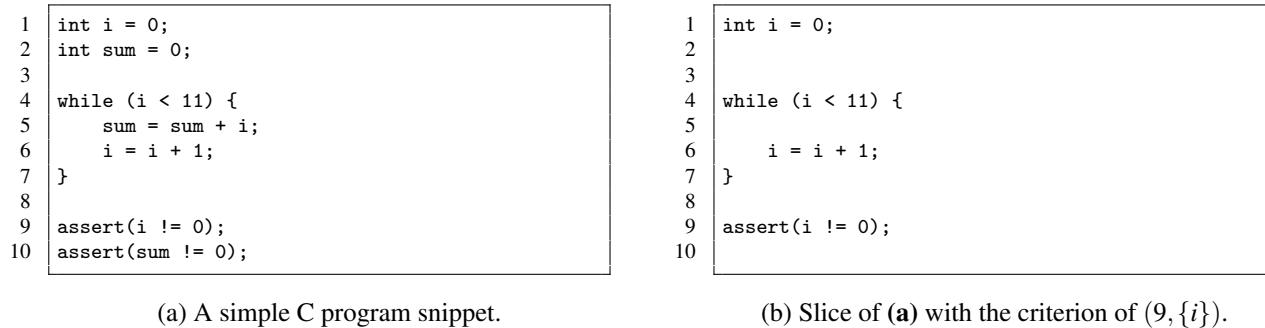 1 int i = 0;
2 int sum = 0;
3
4 while (i < 11) {
5     sum = sum + i;
6     i = i + 1;
7 }
8
9 assert(i != 0);
10 assert(sum != 0);
(a) A simple C program snippet.
1 int i = 0;
2
3
4 while (i < 11) {
5
6     i = i + 1;
7 }
8
9 assert(i != 0);
10
(b) Slice of (a) with the criterion of (9, {i}).